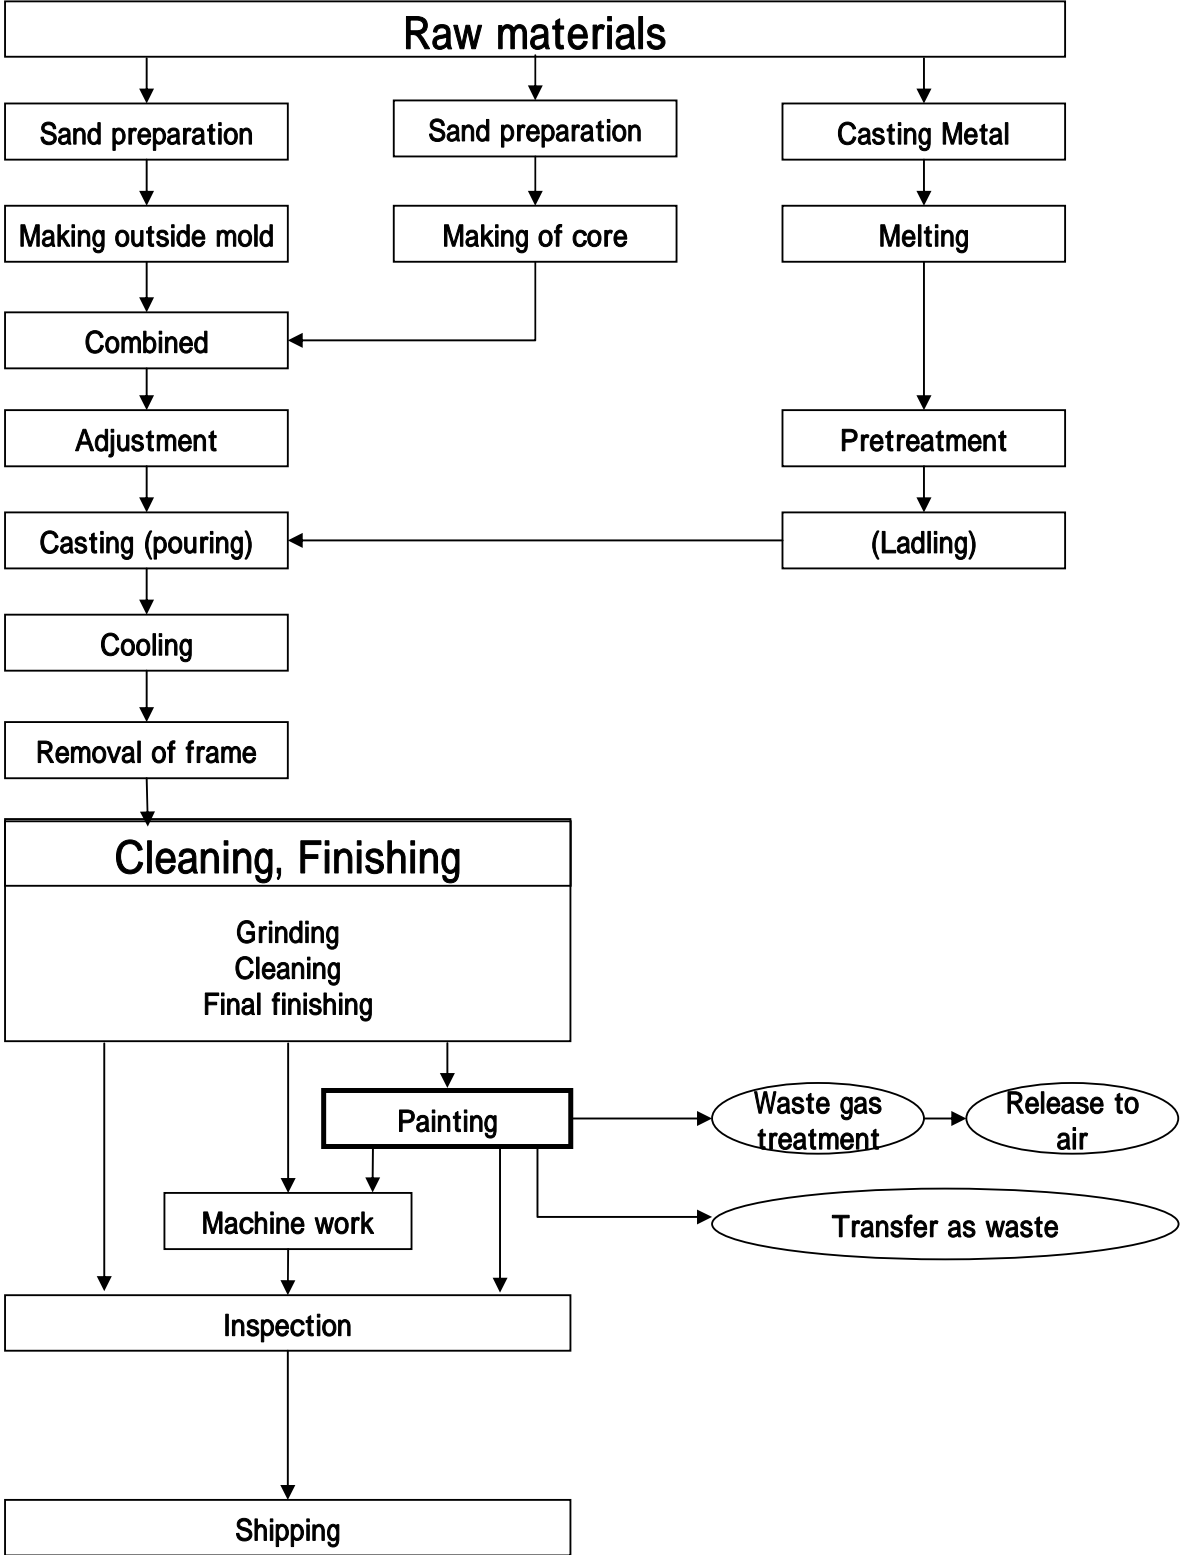 Raw materials
Sand preparation
Sand preparation
Casting Metal
Making outside mold
Making of core
Melting
Combined
Adjustment
Pretreatment
Casting (pouring)
(Ladling)
Cooling
Removal of frame
Cleaning, Finishing
Grinding
Cleaning
Final finishing
Painting
Waste gas
treatment
Release to
air
Machine work
Transfer as waste
Inspection
Shipping